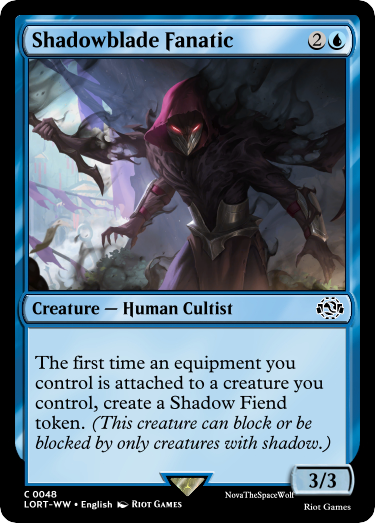 Shadowblade Fanatic 2
Creature — Human Cultist
The first time an equipment you
control is attached to a creature you
control, create a Shadow Fiend
token. (This creature can block or be
blocked by only creatures with shadow.)
3/3
C 0048
LORT-WW • English Riot Games
NovaTheSpaceWolf
Riot Games